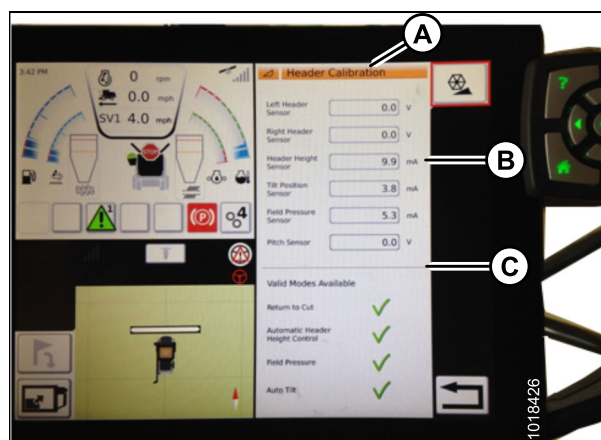 A
3:42 PM
0 rpm
0.0 mph
SV1 4.0 mph
STOP
1
(P)
4
?
Header Calibration
Left Header Sensor 0.0 V
Right Header Sensor 0.0 V
Header Height Sensor 9.9 mA
B
Tilt Position Sensor 3.8 mA
Field Pressure Sensor 5.3 mA
Pitch Sensor 0.0 V
C
Valid Modes Available
Return to Cut
Automatic Header Height Control
Field Pressure
Auto Tilt
1018426